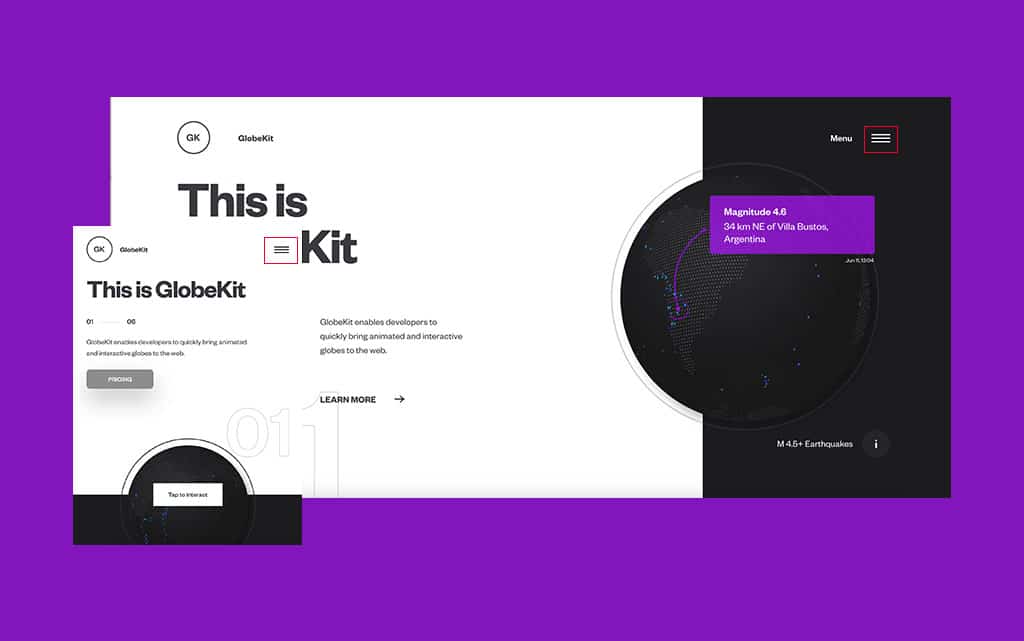 GK
GlobeKit
Menu
This is
Kit
Magnitude 4.6
34 km NE of Villa Bustos,
Argentina
Jun 11, 13:04
GlobeKit enables developers to
quickly bring animated and interactive
globes to the web.
LEARN MORE
1
M 4.5+ Earthquakes
i
GK
GlobeKit
This is GlobeKit
01
06
GlobeKit enables developers to quickly bring animated
and interactive globes to the web.
PRICING
01
Tap to interact